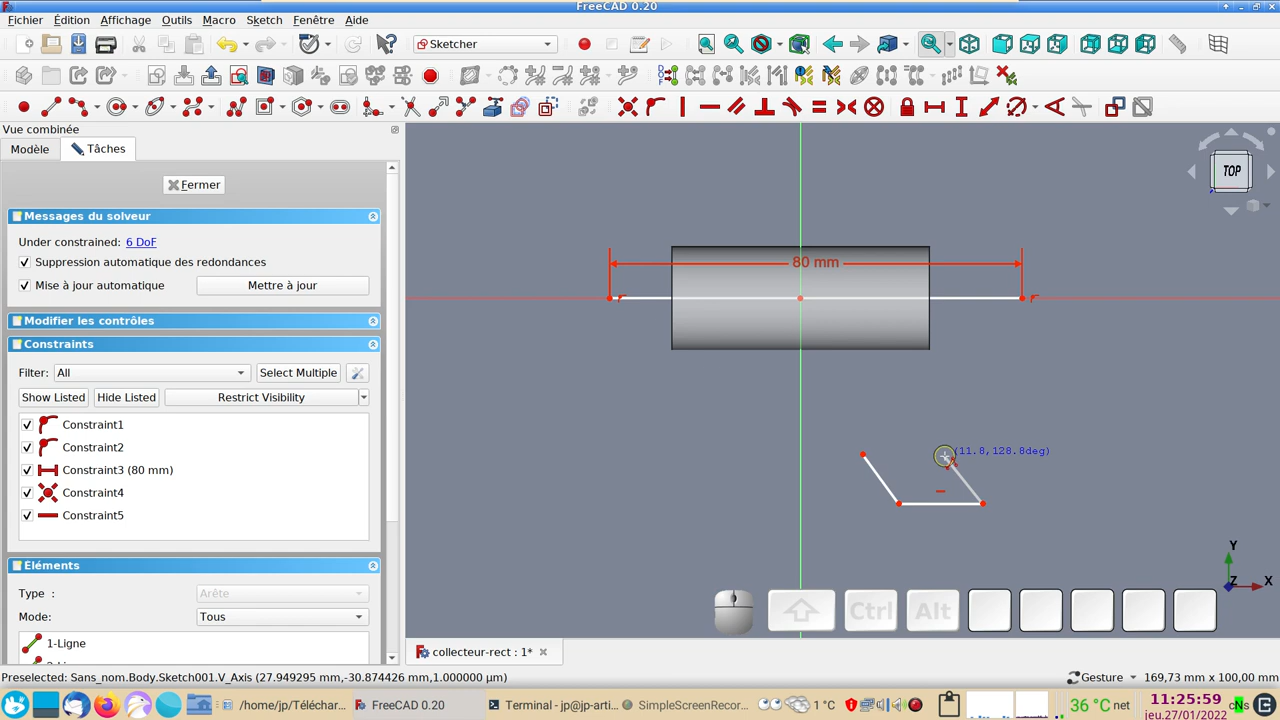 FreeCAD 0.20
Fichier Édition Affichage Outils Macro Sketch Fenêtre Aide
Sketcher
Vue combinée
Modèle Tâches
TOP
Fermer
Messages du solveur
Under constrained: 6 DoF
Suppression automatique des redondances
80 mm
Mise à jour automatique Mettre à jour
Modifier les contrôles
Constraints
Filter: All Select Multiple
Show Listed Hide Listed Restrict Visibility
Constraint1
Constraint2
(11.8,128.8deg)
Constraint3 (80 mm)
Constraint4
Constraint5
Y
Eléments
Z X
Type : Arête
Ctrl Alt
Mode: Tous
1-Ligne
collecteur-rect : 1*
Preselected: Sans_nom.Body.Sketch001.V_Axis (27.949295 mm,-30.874426 mm,1.000000 µm) Gesture 169,73 mm x 100,00 mm
/home/jp/Téléchar... FreeCAD 0.20 Terminal - jp@jp-arti... SimpleScreenRecor... 1 °C 36 °C net 11:25:59
jeu.27/01/2022